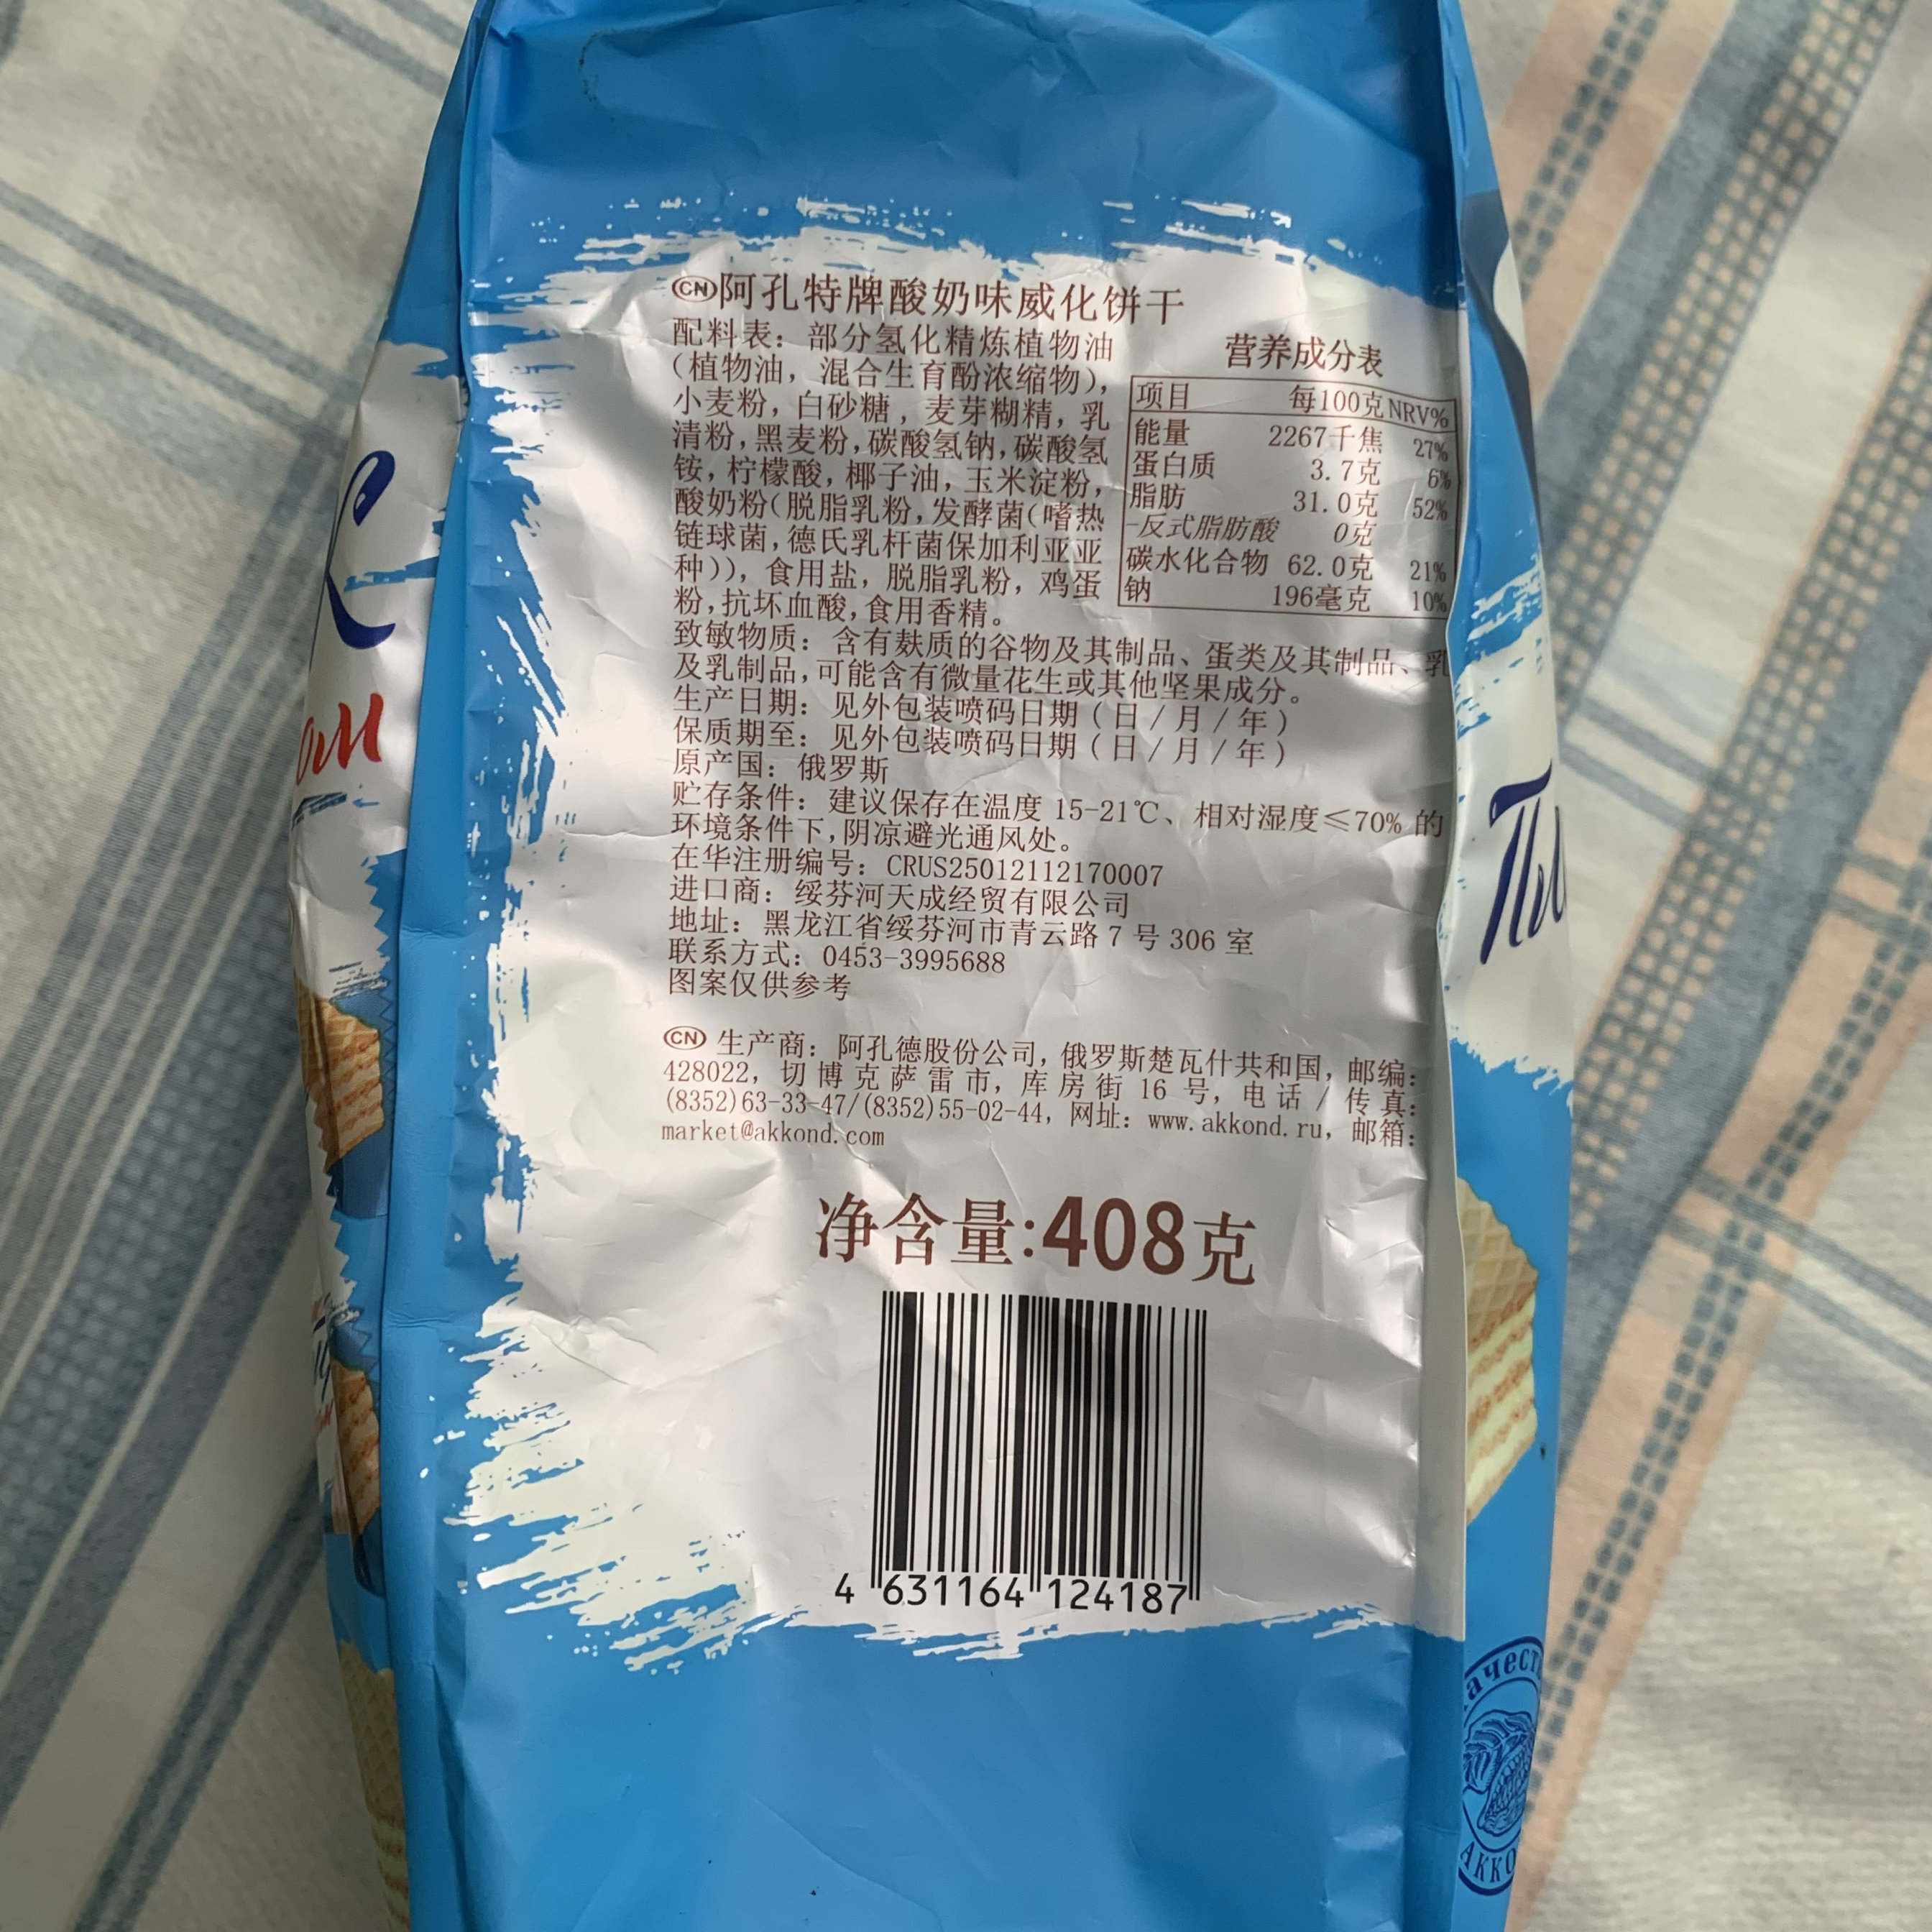 CN阿孔特牌酸奶味威化饼干
配料表：部分氢化精炼植物油
（植物油，混合生育酚浓缩物），
小麦粉，白砂糖，麦芽糊精，乳
清粉，黑麦粉，碳酸氢钠，碳酸氢
铵，柠檬酸，椰子油，玉米淀粉，
酸奶粉（脱脂乳粉，发酵菌（嗜热
链球菌，德氏乳杆菌保加利亚亚
种）），食用盐，脱脂乳粉，鸡蛋
粉，抗坏血酸，食用香精。
营养成分表
项目 每100克 NRV%
能量 2267千焦 27%
蛋白质 3.7克 6%
脂肪 31.0克 52%
-反式脂肪酸 0克
碳水化合物 62.0克 21%
钠 196毫克 10%
致敏物质：含有麸质的谷物及其制品、蛋类及其制品、乳
及乳制品，可能含有微量花生或其他坚果成分。
生产日期：见外包装喷码日期（日/月/年）
保质期至：见外包装喷码日期（日/月/年）
原产国：俄罗斯
贮存条件：建议保存在温度 15-21℃、相对湿度≤70% 的
环境条件下，阴凉避光通风处。
在华注册编号：CRUS25012112170007
进口商：绥芬河天成经贸有限公司
地址：黑龙江省绥芬河市青云路 7 号 306 室
联系方式：0453-3995688
图案仅供参考
CN 生产商：阿孔德股份公司，俄罗斯楚瓦什共和国，邮编：
428022，切博克萨雷市，库房街 16 号，电话/传真：
(8352)63-33-47/(8352)55-02-44，网址：www.akkond.ru，邮箱：
market@akkond.com
净含量:408克
4 631164 124187